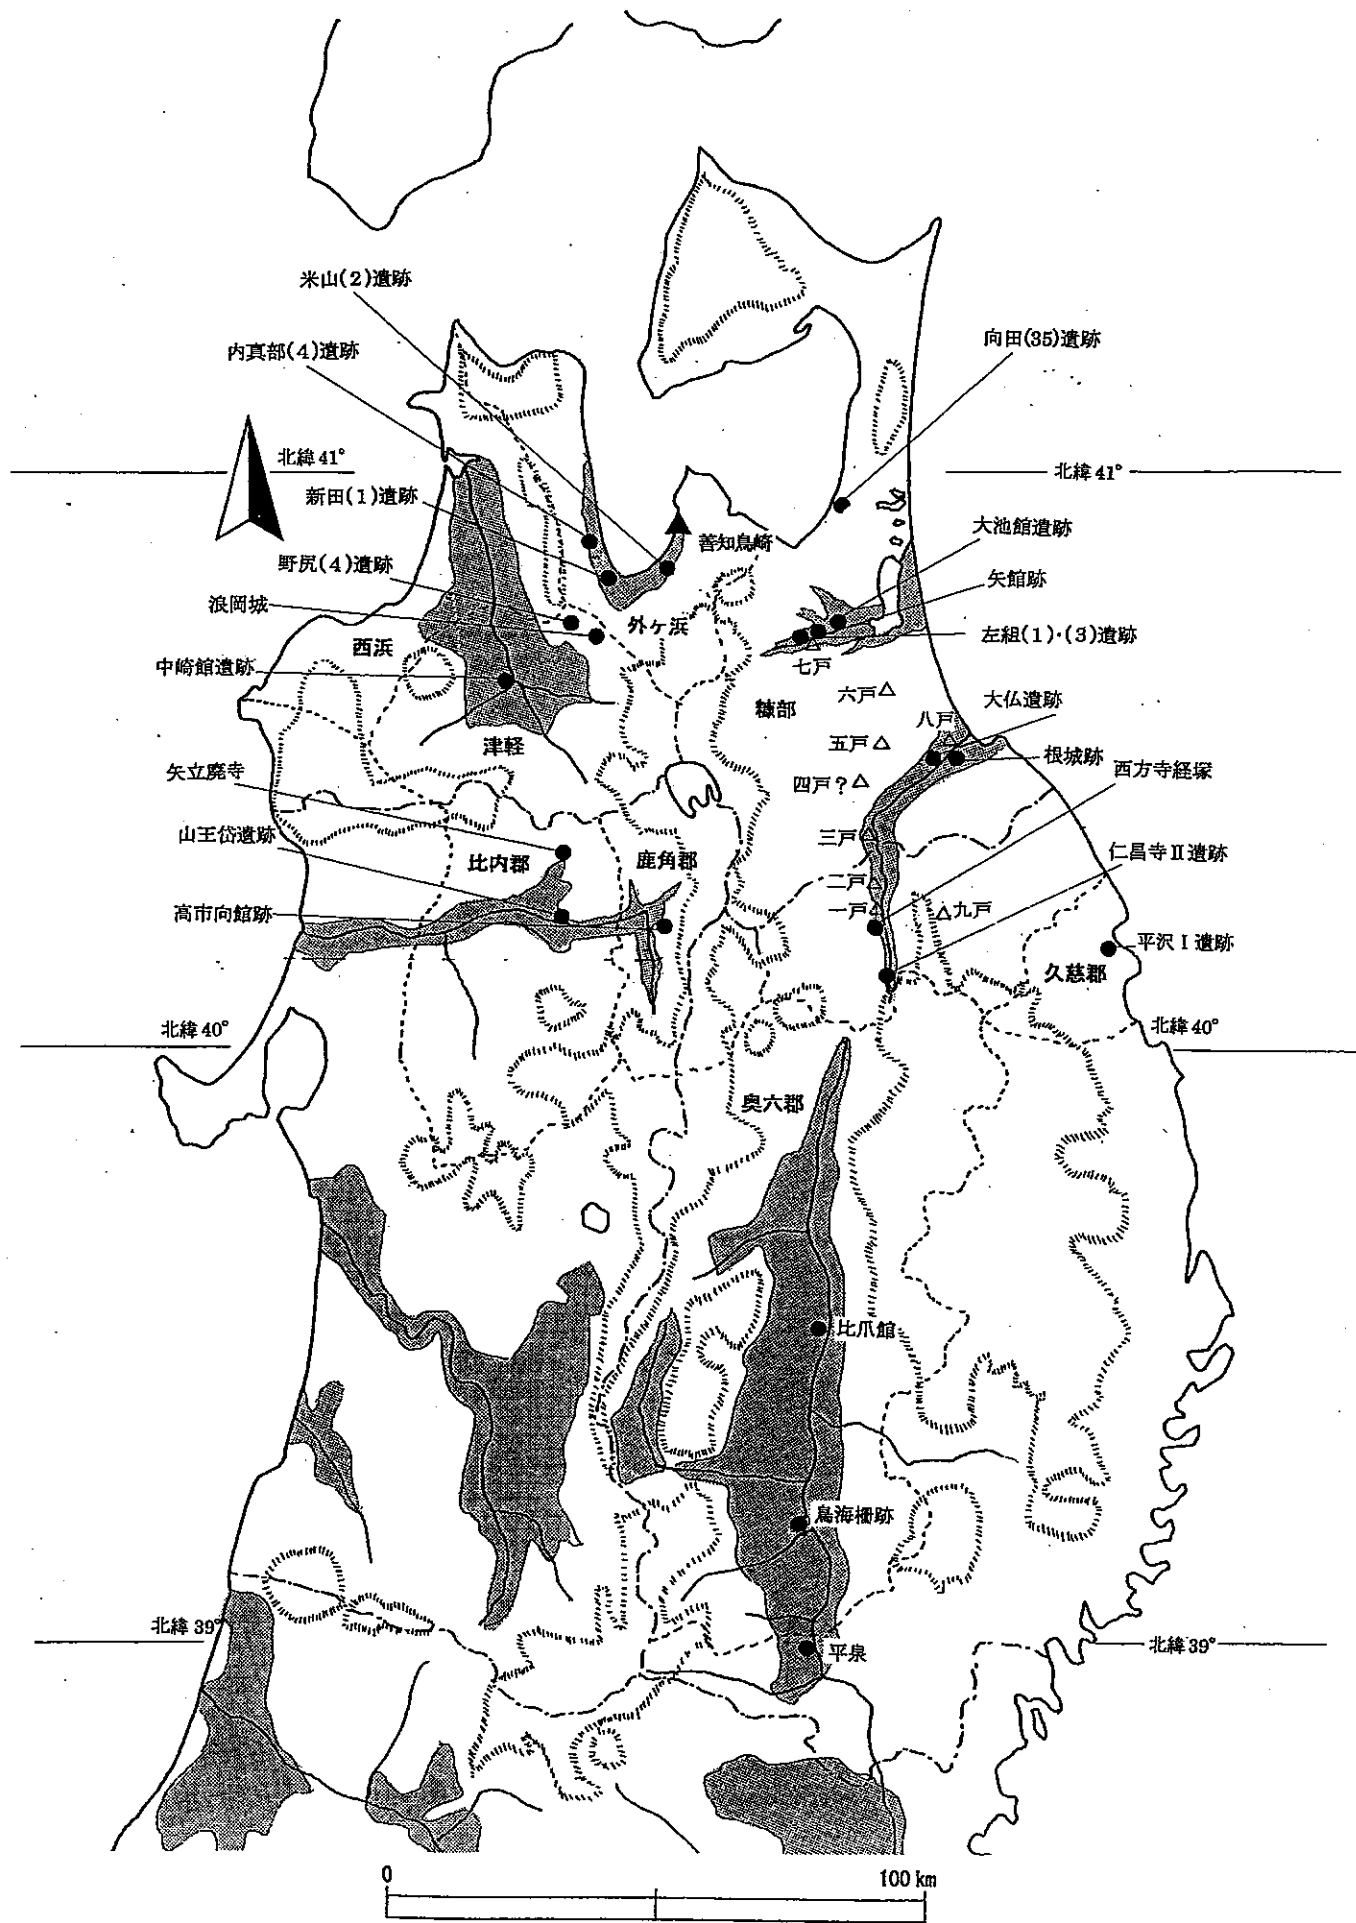 米山(2)遺跡
内真部(4)遺跡
向田(35)遺跡
北緯41°
北緯41°
新田(1)遺跡
大池館遺跡
善知鳥崎
野尻(4)遺跡
矢館跡
浪岡城
外ヶ浜
左組(1)・(3)遺跡
西浜
七戸
中崎館遺跡
六戸
糠部
大仏遺跡
八戸
津軽
五戸
根城跡
矢立廃寺
四戸?
西方寺経塚
山王岱遺跡
三戸
比内郡
鹿角郡
仁昌寺Ⅱ遺跡
二戸
高市向館跡
一戸
九戸
平沢Ⅰ遺跡
久慈郡
北緯40°
北緯40°
奥六郡
比爪館
鳥海柵跡
北緯39°
北緯39°
平泉
0
100km